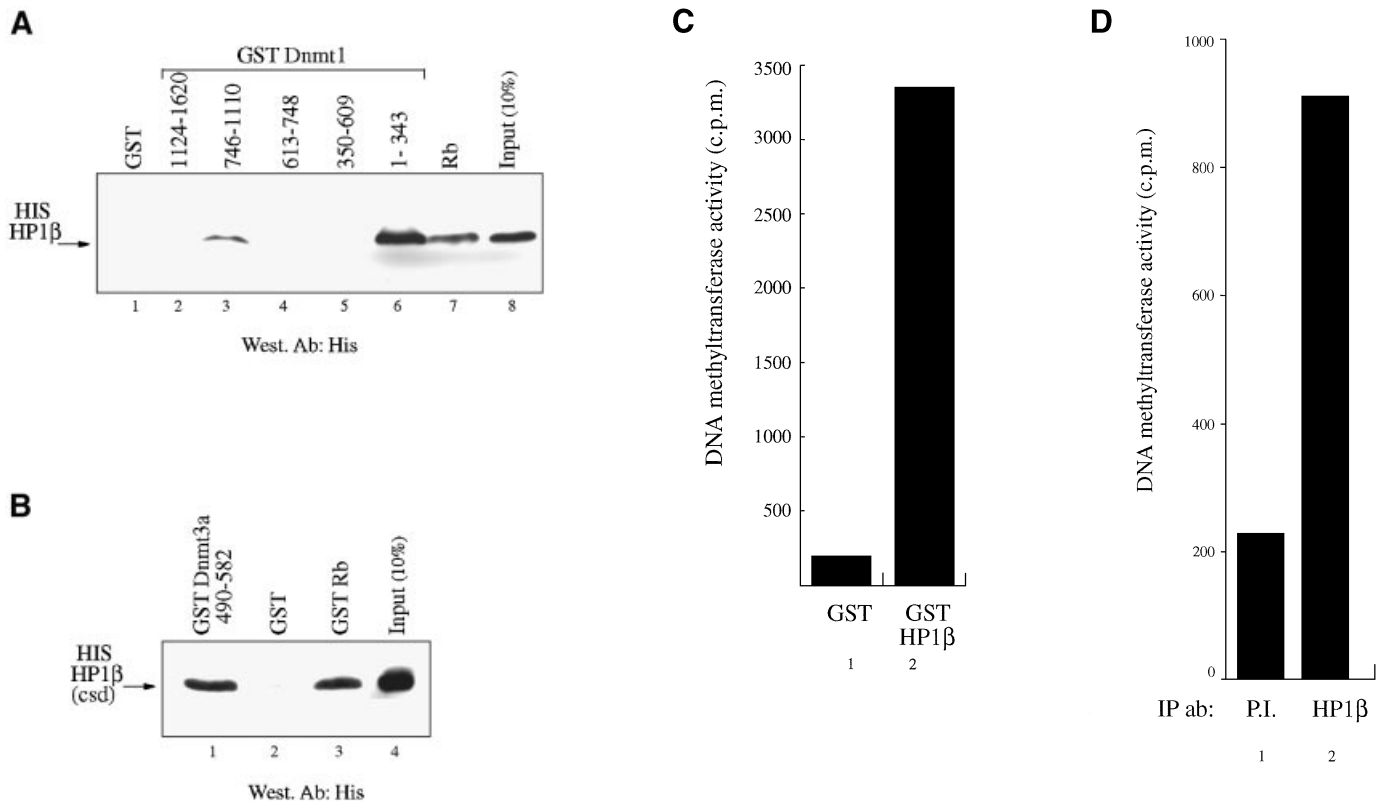 A
GST Dnmt1
GST
1124-1620
746-1110
613-748
350-609
1- 343
Rb
Input (10%)
HIS
HP1β
1 2 3 4 5 6 7 8
West. Ab: His
B
GST Dnmt3a
490-582
GST
GST Rb
Input (10%)
HIS
HP1β
(csd)
1 2 3 4
West. Ab: His
C
DNA methyltransferase activity (c.p.m.)
3500
3000
2500
2000
1500
1000
500
GST
GST
HP1β
1 2
D
DNA methyltransferase activity (c.p.m.)
1000
800
600
400
200
0
IP ab: P.I. HP1β
1 2